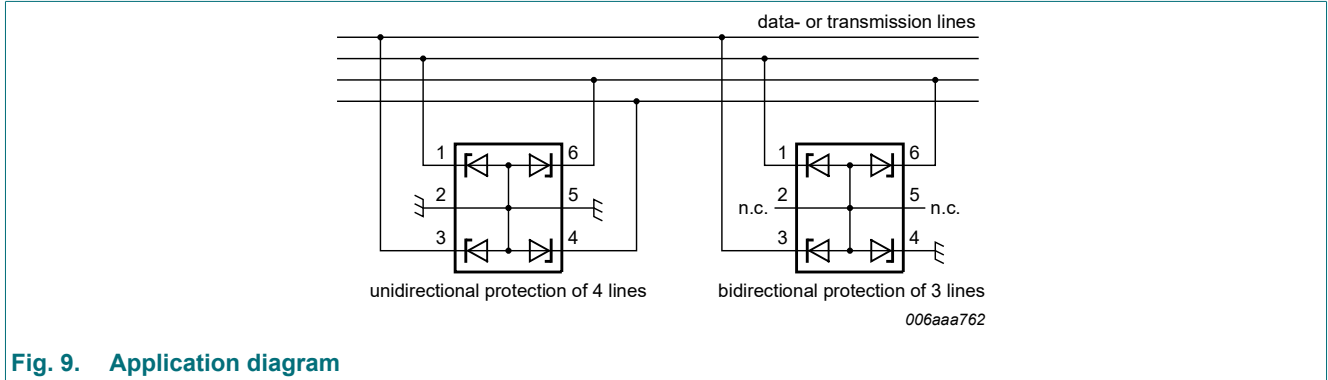 data- or transmission lines
1 6 1 6
2 5 n.c. 2 5 n.c.
3 4 3 4
unidirectional protection of 4 lines bidirectional protection of 3 lines
006aaa762
Fig. 9. Application diagram